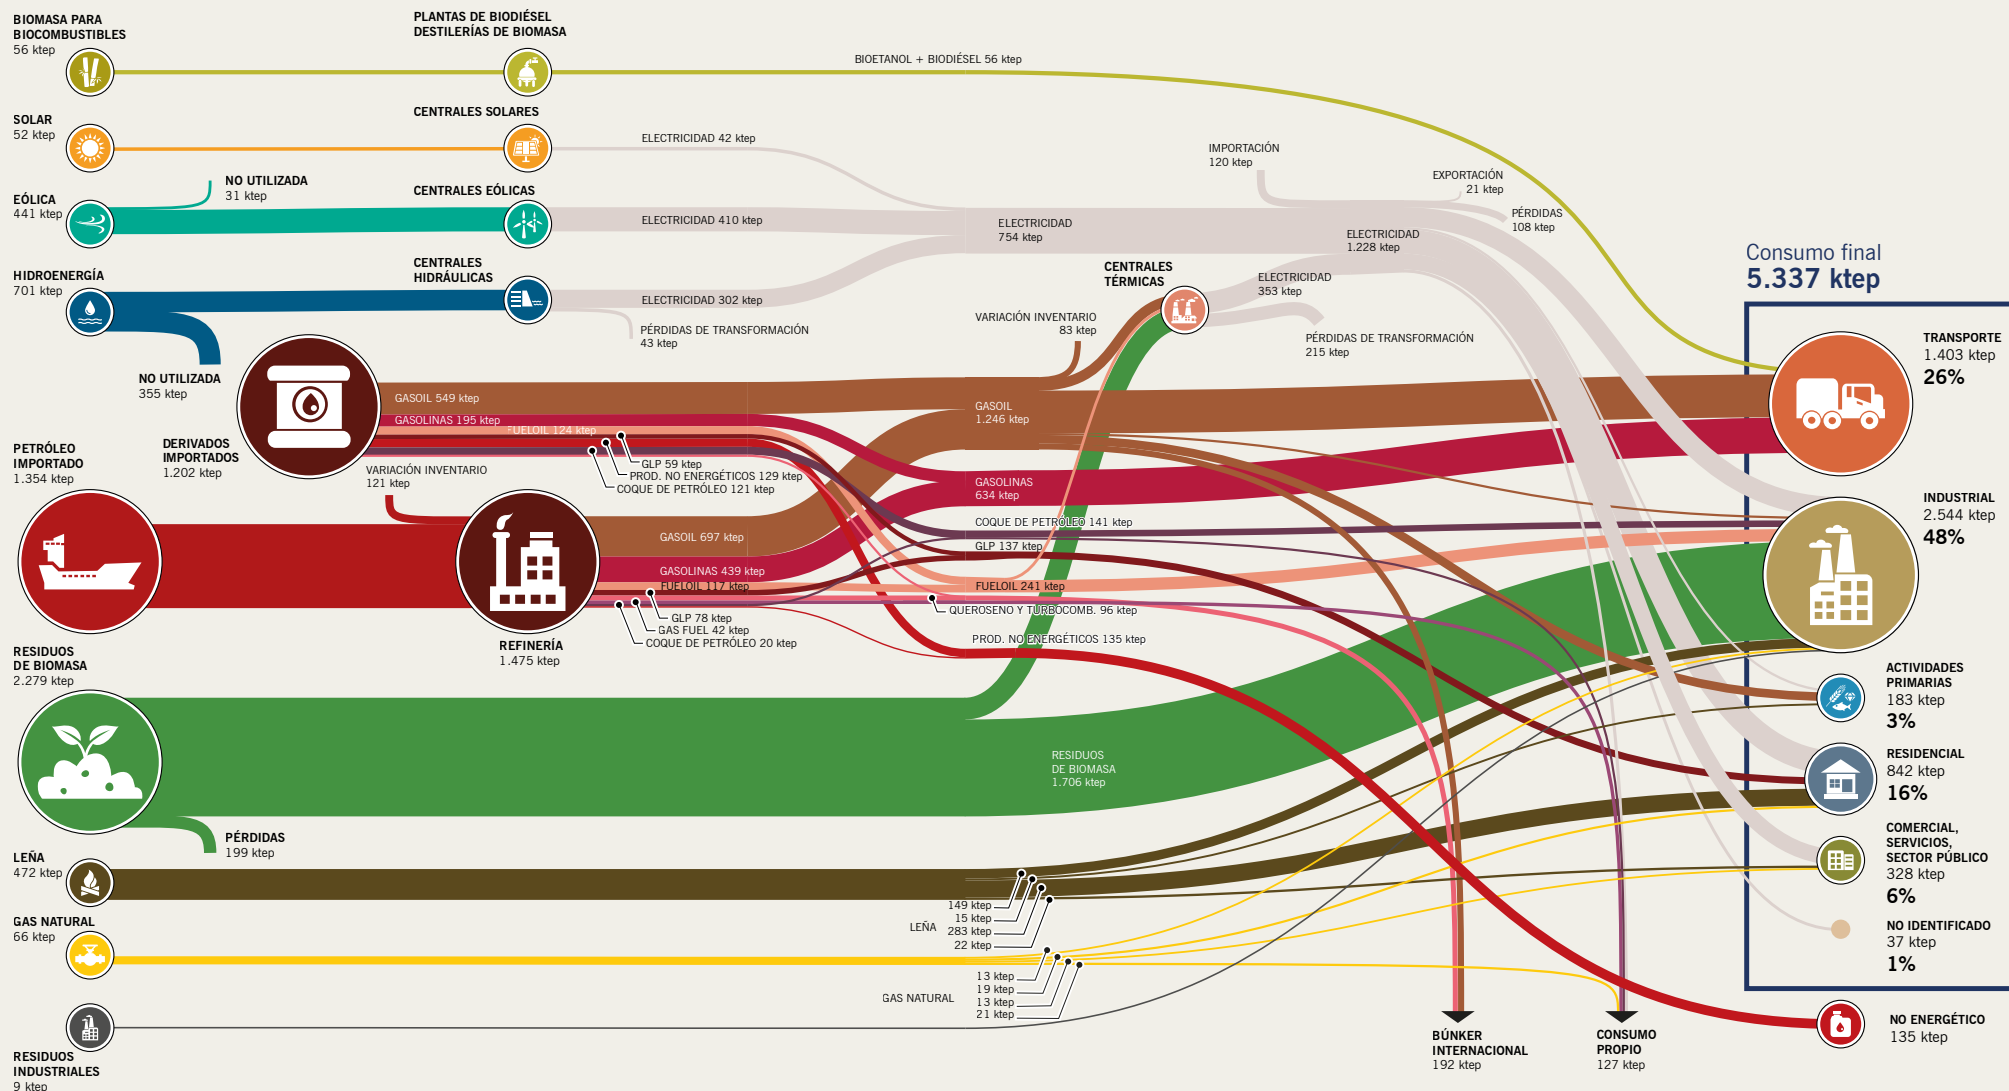 BIOMASA PARA
BIOCOMBUSTIBLES
56 ktep
PLANTAS DE BIODIÉSEL
DESTILERÍAS DE BIOMASA
BIOETANOL + BIODIÉSEL 56 ktep
SOLAR
52 ktep
CENTRALES SOLARES
ELECTRICIDAD 42 ktep
EÓLICA
441 ktep
NO UTILIZADA
31 ktep
CENTRALES EÓLICAS
ELECTRICIDAD 410 ktep
HIDROENERGÍA
701 ktep
NO UTILIZADA
355 ktep
CENTRALES
HIDRÁULICAS
ELECTRICIDAD 302 ktep
PÉRDIDAS DE TRANSFORMACIÓN
43 ktep
ELECTRICIDAD
754 ktep
IMPORTACIÓN
120 ktep
EXPORTACIÓN
21 ktep
PÉRDIDAS
108 ktep
ELECTRICIDAD
1.228 ktep
CENTRALES
TÉRMICAS
ELECTRICIDAD
353 ktep
PÉRDIDAS DE TRANSFORMACIÓN
215 ktep
VARIACIÓN INVENTARIO
83 ktep
DERIVADOS
IMPORTADOS
1.202 ktep
GASOIL 549 ktep
GASOLINAS 195 ktep
FUELOIL 124 ktep
GLP 59 ktep
PROD. NO ENERGÉTICOS 129 ktep
COQUE DE PETRÓLEO 121 ktep
PETRÓLEO
IMPORTADO
1.354 ktep
VARIACIÓN INVENTARIO
121 ktep
REFINERÍA
1.475 ktep
GASOIL 697 ktep
GASOLINAS 439 ktep
FUELOIL 117 ktep
GLP 78 ktep
GAS FUEL 42 ktep
COQUE DE PETRÓLEO 20 ktep
GASOIL
1.246 ktep
GASOLINAS
634 ktep
COQUE DE PETRÓLEO 141 ktep
GLP 137 ktep
FUELOIL 241 ktep
QUEROSENO Y TURBOCOMB. 96 ktep
PROD. NO ENERGÉTICOS 135 ktep
RESIDUOS
DE BIOMASA
2.279 ktep
PÉRDIDAS
199 ktep
RESIDUOS
DE BIOMASA
1.706 ktep
LEÑA
472 ktep
LEÑA
149 ktep
15 ktep
283 ktep
22 ktep
GAS NATURAL
66 ktep
GAS NATURAL
13 ktep
19 ktep
13 ktep
21 ktep
RESIDUOS
INDUSTRIALES
9 ktep
BÚNKER
INTERNACIONAL
192 ktep
CONSUMO
PROPIO
127 ktep
Consumo final
5.337 ktep
TRANSPORTE
1.403 ktep
26%
INDUSTRIAL
2.544 ktep
48%
ACTIVIDADES
PRIMARIAS
183 ktep
3%
RESIDENCIAL
842 ktep
16%
COMERCIAL,
SERVICIOS,
SECTOR PÚBLICO
328 ktep
6%
NO IDENTIFICADO
37 ktep
1%
NO ENERGÉTICO
135 ktep